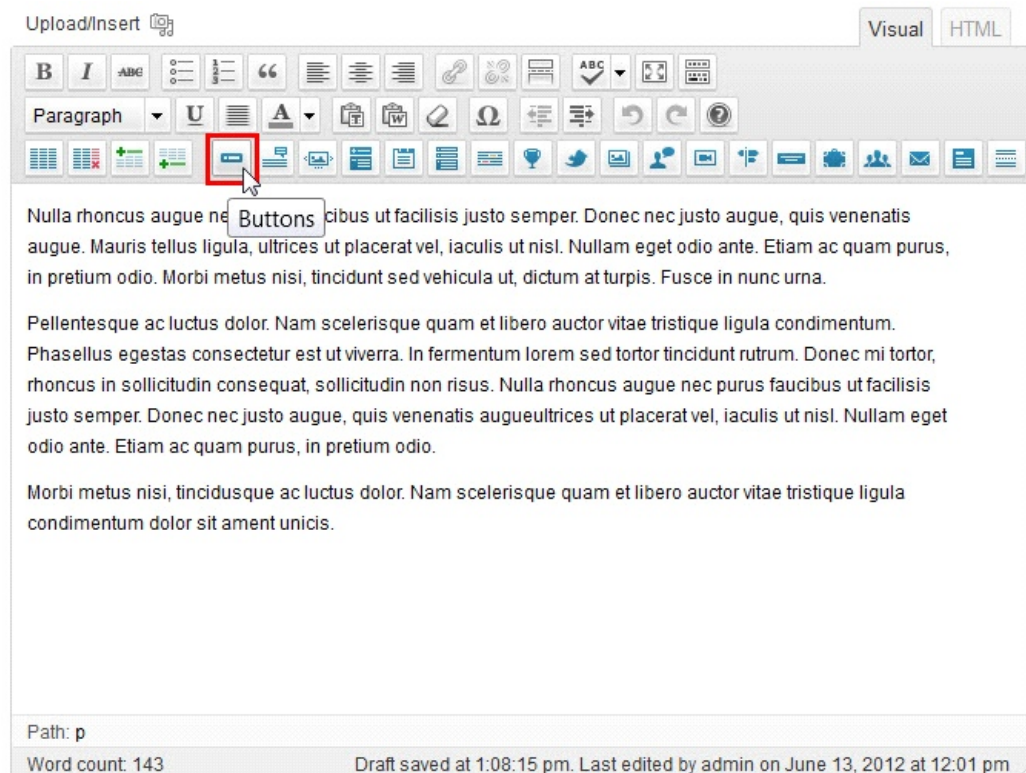 Upload/Insert
Visual HTML
B I ABC ABC
Paragraph U A T W Ω
Buttons
Nulla rhoncus augue ne cibus ut facilisis justo semper. Donec nec justo augue, quis venenatis
augue. Mauris tellus ligula, ultrices ut placerat vel, iaculis ut nisl. Nullam eget odio ante. Etiam ac quam purus,
in pretium odio. Morbi metus nisi, tincidunt sed vehicula ut, dictum at turpis. Fusce in nunc urna.
Pellentesque ac luctus dolor. Nam scelerisque quam et libero auctor vitae tristique ligula condimentum.
Phasellus egestas consectetur est ut viverra. In fermentum lorem sed tortor tincidunt rutrum. Donec mi tortor,
rhoncus in sollicitudin consequat, sollicitudin non risus. Nulla rhoncus augue nec purus faucibus ut facilisis
justo semper. Donec nec justo augue, quis venenatis augueultrices ut placerat vel, iaculis ut nisl. Nullam eget
odio ante. Etiam ac quam purus, in pretium odio.
Morbi metus nisi, tincidusque ac luctus dolor. Nam scelerisque quam et libero auctor vitae tristique ligula
condimentum dolor sit ament unicis.
Path: p
Word count: 143 Draft saved at 1:08:15 pm. Last edited by admin on June 13, 2012 at 12:01 pm